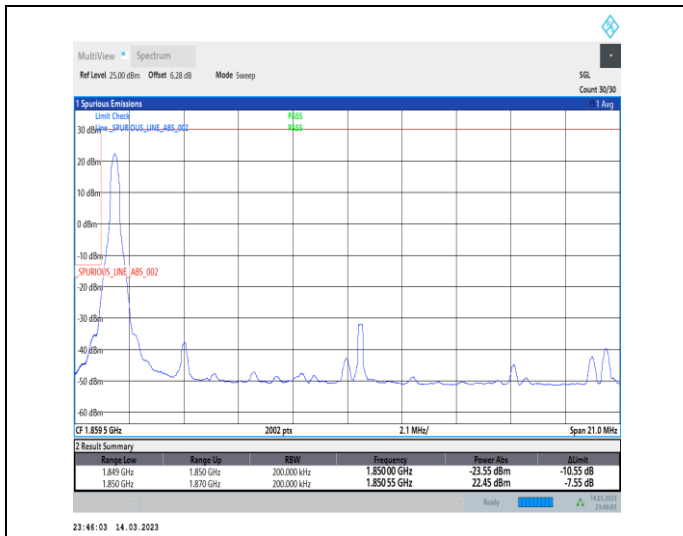 MultiView Spectrum
Ref Level 25.00 dBm Offset 6.28 dB Mode Sweep SGL
Count 30/30
1 Spurious Emissions 1 Avg
Limit Check PASS
30 dBm Line _SPURIOUS_LINE_ABS_002 PASS
20 dBm
10 dBm
0 dBm
-10 dBm
_SPURIOUS_LINE_ABS_002
-20 dBm
-30 dBm
-40 dBm
-50 dBm
-60 dBm
CF 1.859 5 GHz 2002 pts 2.1 MHz/ Span 21.0 MHz
2 Result Summary
Range Low Range Up RBW Frequency Power Abs ΔLimit
1.849 GHz 1.850 GHz 200.000 kHz 1.850 00 GHz -23.55 dBm -10.55 dB
1.850 GHz 1.870 GHz 200.000 kHz 1.850 55 GHz 22.45 dBm -7.55 dB
Ready 14.03.2023
23:46:03
23:46:03 14.03.2023